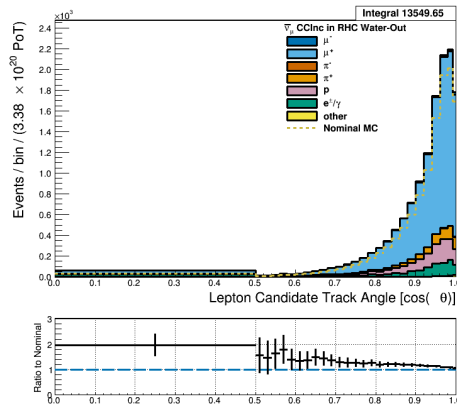 Integral 13549.65
×10³
ν̄μ CCInc in RHC Water-Out
μ⁻
μ⁺
π⁻
π⁺
p
e±/γ
other
Nominal MC
Events / bin / (3.38 × 10²⁰ PoT)
2.4
2.2
2.0
1.8
1.6
1.4
1.2
1.0
0.8
0.6
0.4
0.2
0.0
0.0 0.1 0.2 0.3 0.4 0.5 0.6 0.7 0.8 0.9 1.0
Lepton Candidate Track Angle [cos( θ)]
Ratio to Nominal
3
2
1
0
0.0 0.1 0.2 0.3 0.4 0.5 0.6 0.7 0.8 0.9 1.0